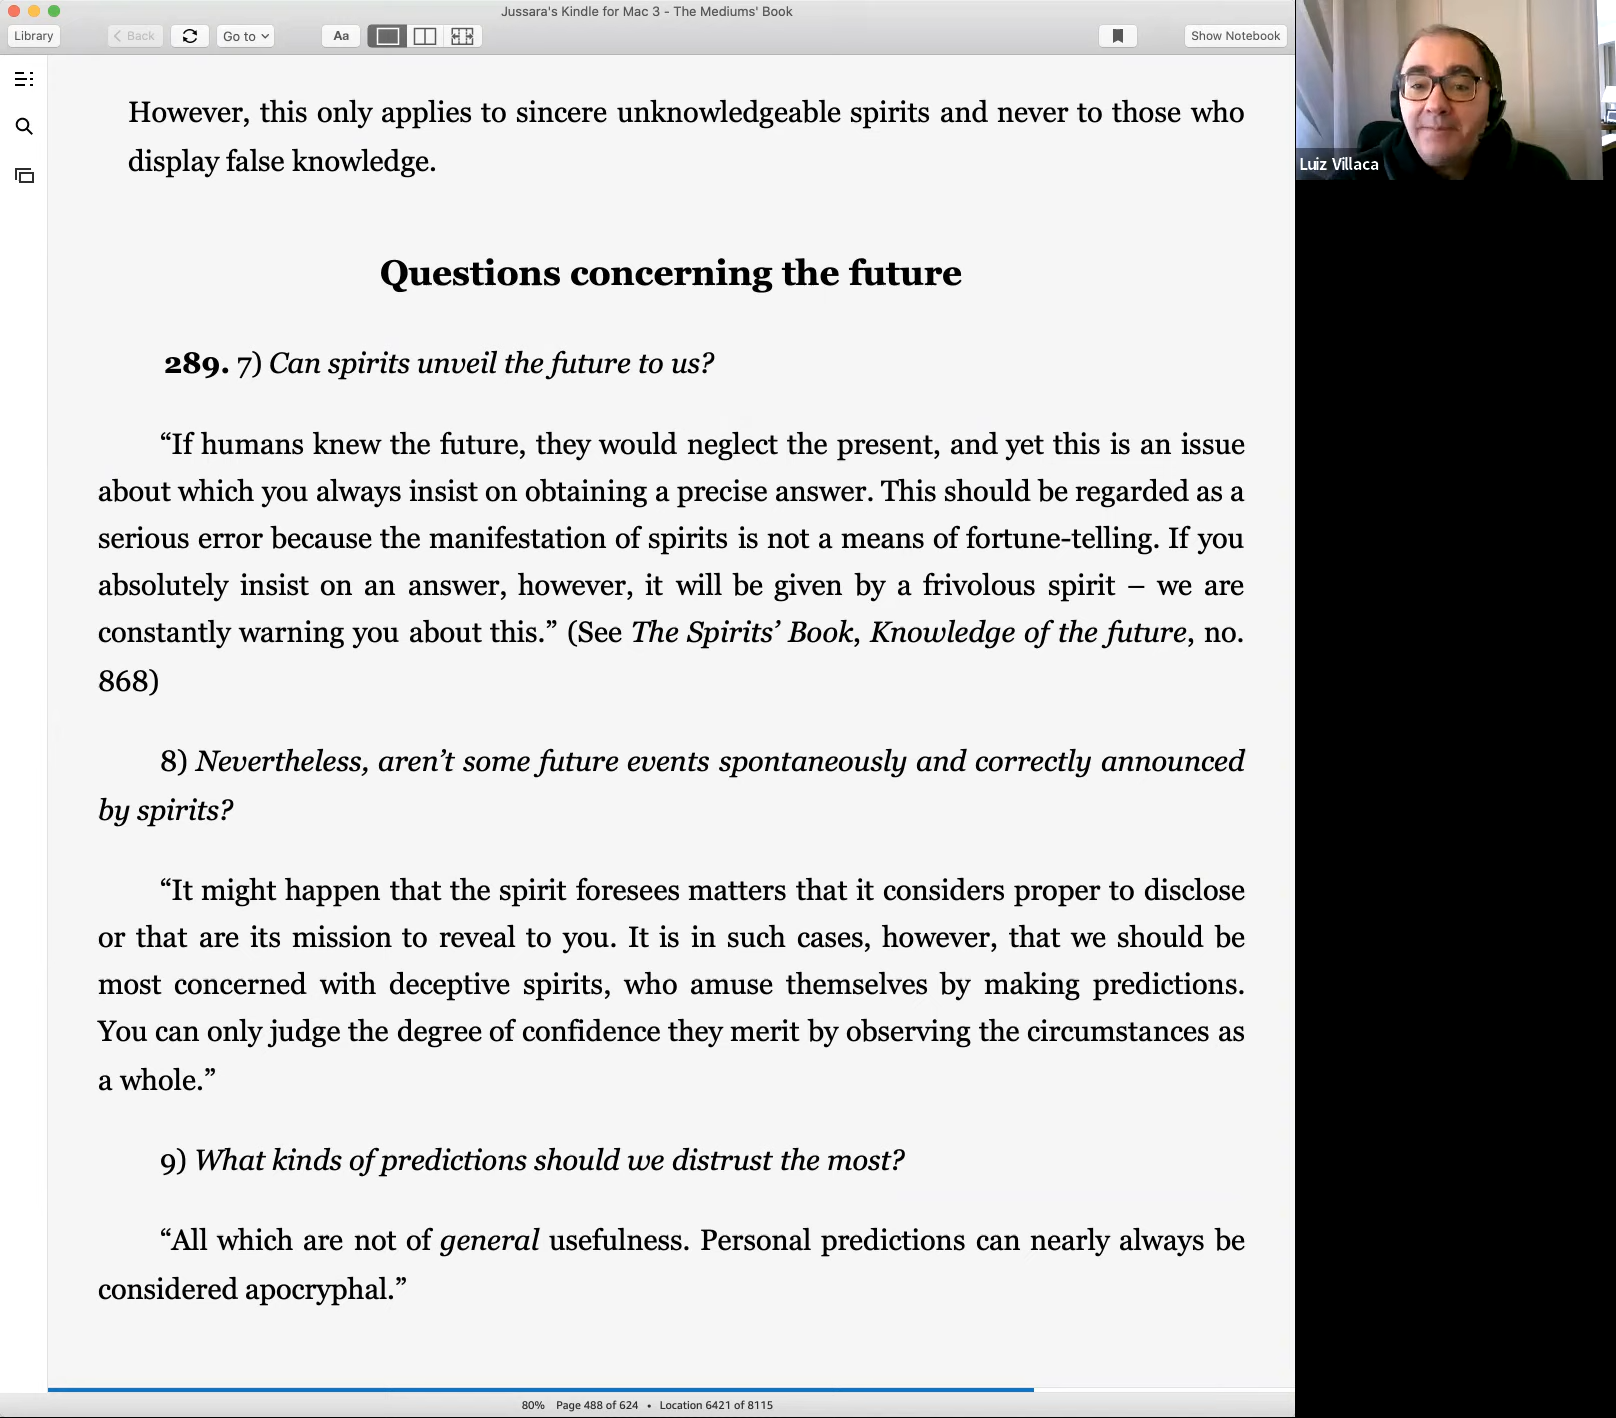 Jussara's Kindle for Mac 3 - The Mediums' Book
Library
Back
Go to
Aa
Show Notebook
However, this only applies to sincere unknowledgeable spirits and never to those who
display false knowledge.
Luiz Villaca
Questions concerning the future
289. 7) Can spirits unveil the future to us?
“If humans knew the future, they would neglect the present, and yet this is an issue
about which you always insist on obtaining a precise answer. This should be regarded as a
serious error because the manifestation of spirits is not a means of fortune-telling. If you
absolutely insist on an answer, however, it will be given by a frivolous spirit – we are
constantly warning you about this.” (See The Spirits’ Book, Knowledge of the future, no.
868)
8) Nevertheless, aren’t some future events spontaneously and correctly announced
by spirits?
“It might happen that the spirit foresees matters that it considers proper to disclose
or that are its mission to reveal to you. It is in such cases, however, that we should be
most concerned with deceptive spirits, who amuse themselves by making predictions.
You can only judge the degree of confidence they merit by observing the circumstances as
a whole.”
9) What kinds of predictions should we distrust the most?
“All which are not of general usefulness. Personal predictions can nearly always be
considered apocryphal.”
80% Page 488 of 624 • Location 6421 of 8115